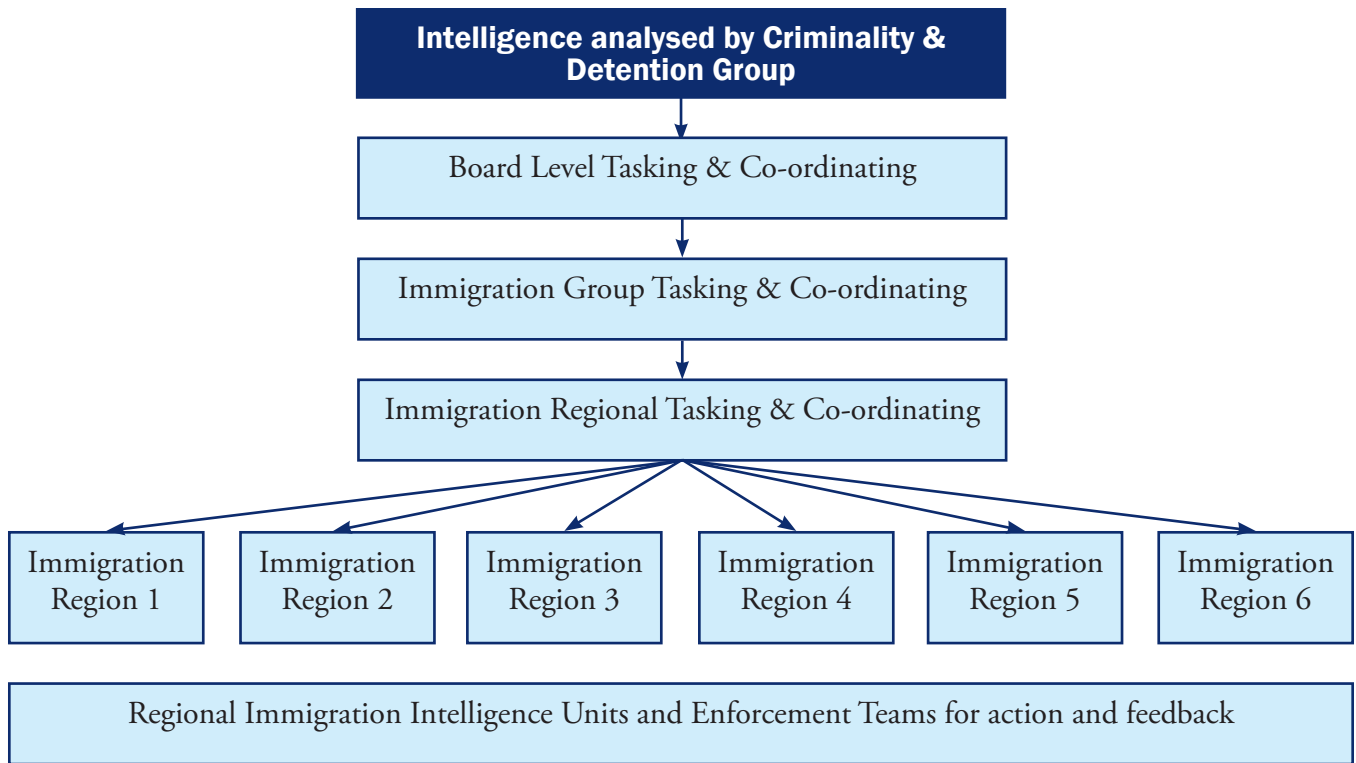 Intelligence analysed by Criminality &
Detention Group
Board Level Tasking & Co-ordinating
Immigration Group Tasking & Co-ordinating
Immigration Regional Tasking & Co-ordinating
Immigration
Region 1
Immigration
Region 2
Immigration
Region 3
Immigration
Region 4
Immigration
Region 5
Immigration
Region 6
Regional Immigration Intelligence Units and Enforcement Teams for action and feedback